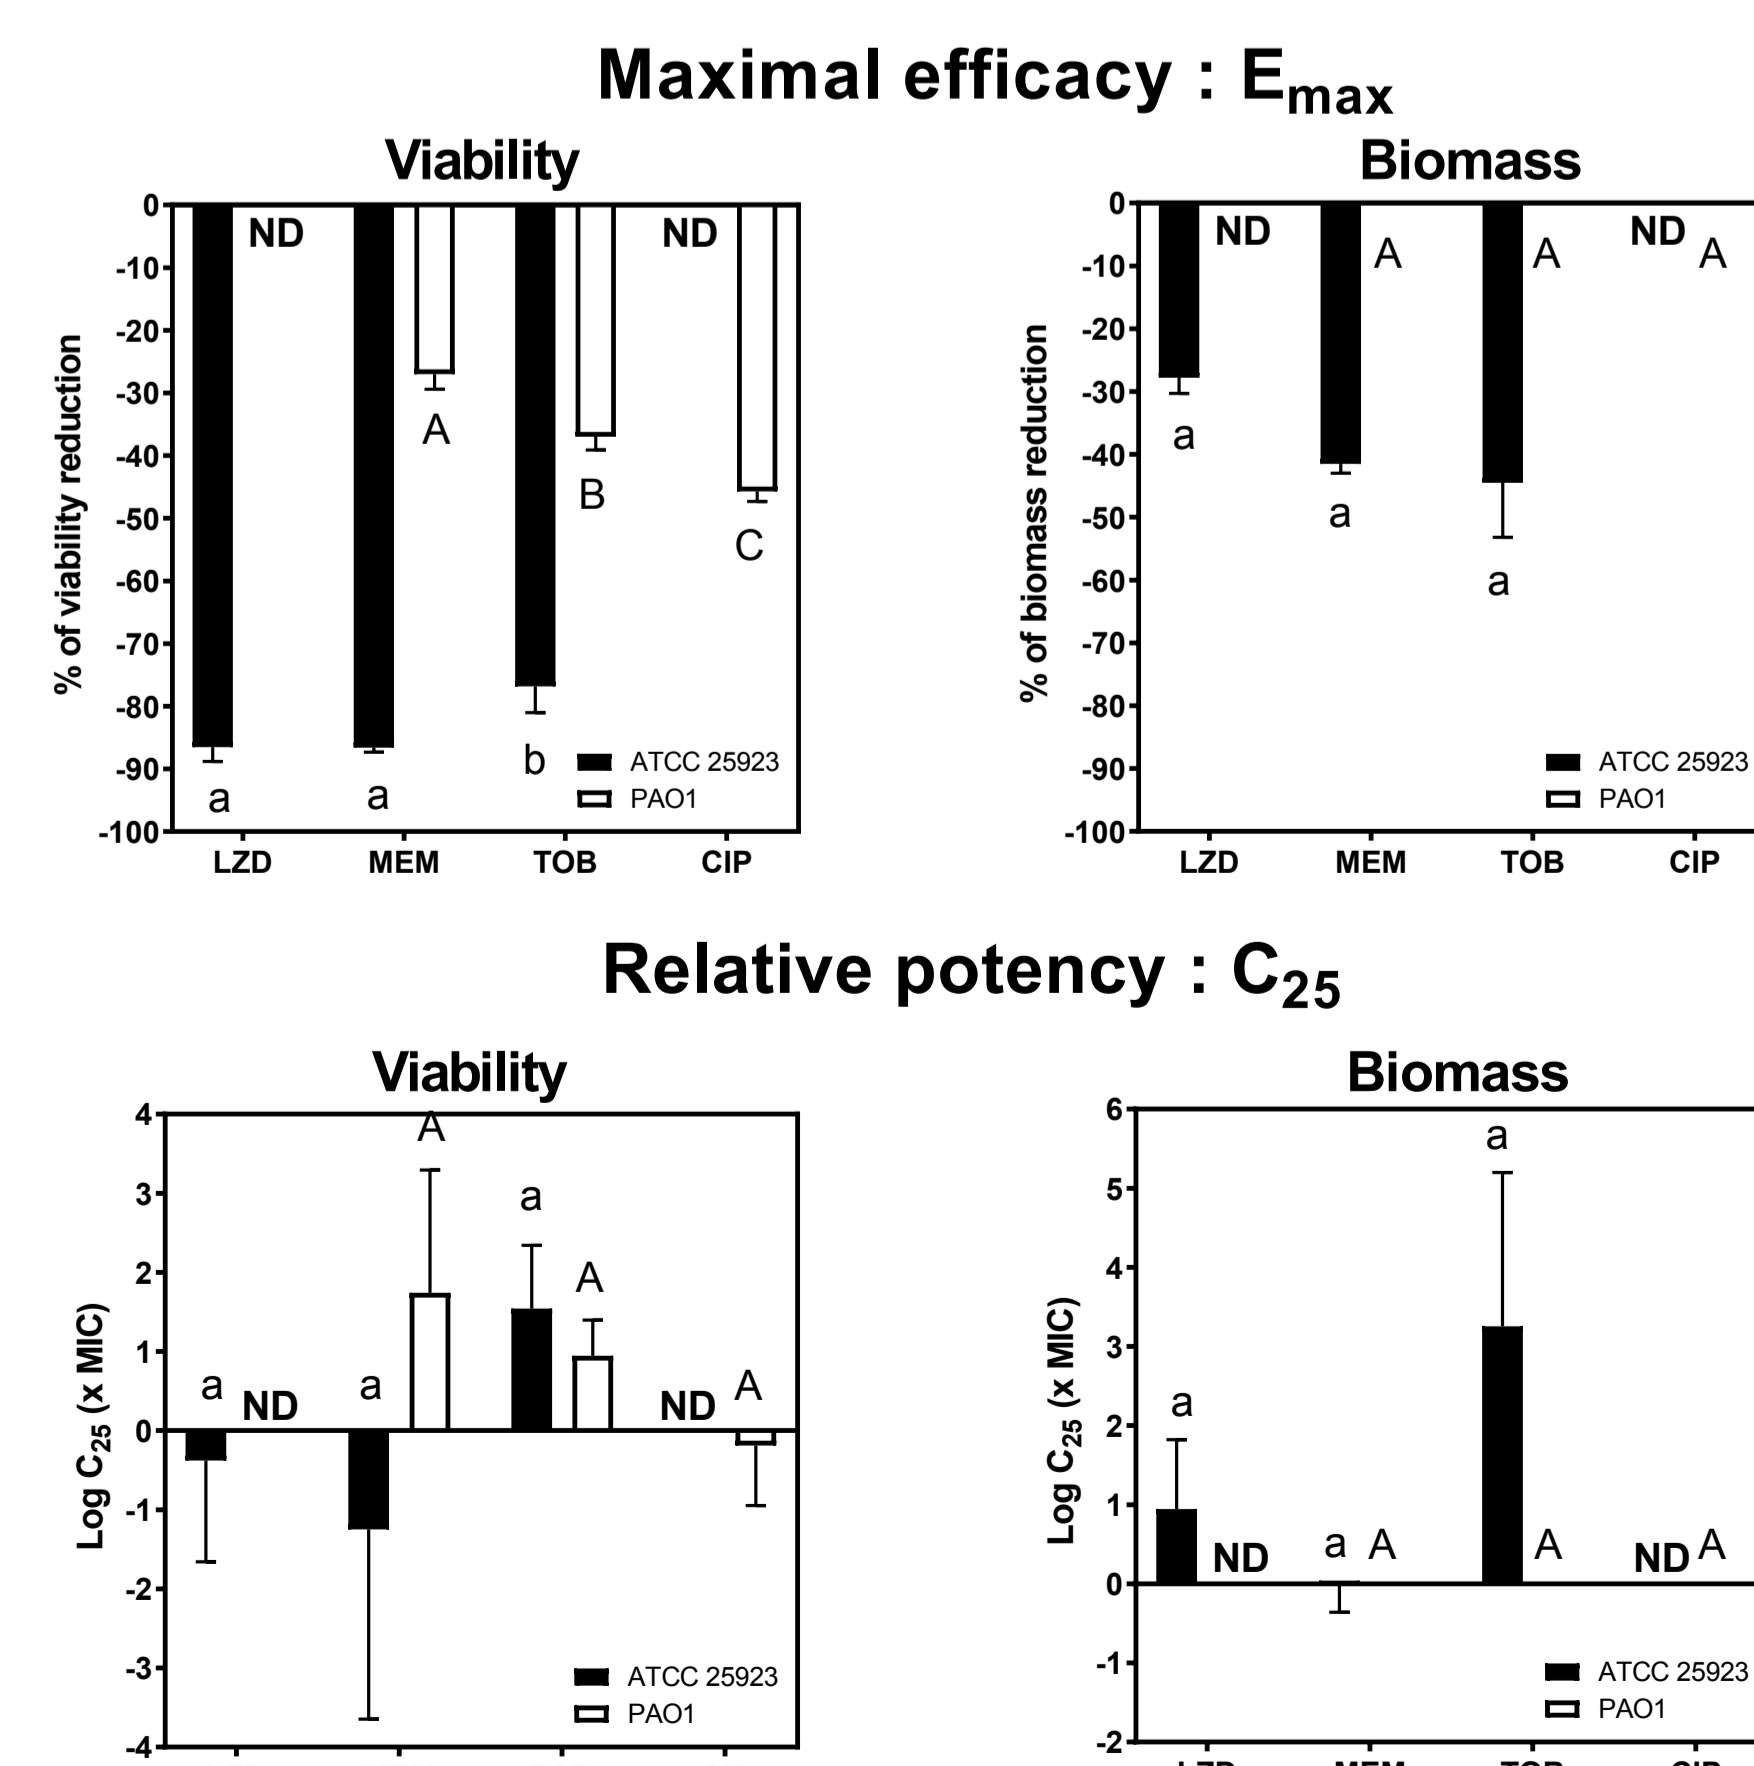 Maximal efficacy : Emax
Viability
% of viability reduction
0
-10
-20
-30
-40
-50
-60
-70
-80
-90
-100
ND
ND
A
B
C
a
a
b
ATCC 25923
PAO1
LZD MEM TOB CIP
Biomass
% of biomass reduction
0
-10
-20
-30
-40
-50
-60
-70
-80
-90
-100
ND
A
A
ND
A
a
a
a
ATCC 25923
PAO1
LZD MEM TOB CIP
Relative potency : C25
Viability
Log C25 (x MIC)
4
3
2
1
0
-1
-2
-3
-4
A
a
A
a
ND
a
ND
A
ATCC 25923
PAO1
Biomass
Log C25 (x MIC)
6
5
4
3
2
1
0
-1
-2
a
a
ND
a
A
A
ND
A
ATCC 25923
PAO1
LZD MEM TOB CIP